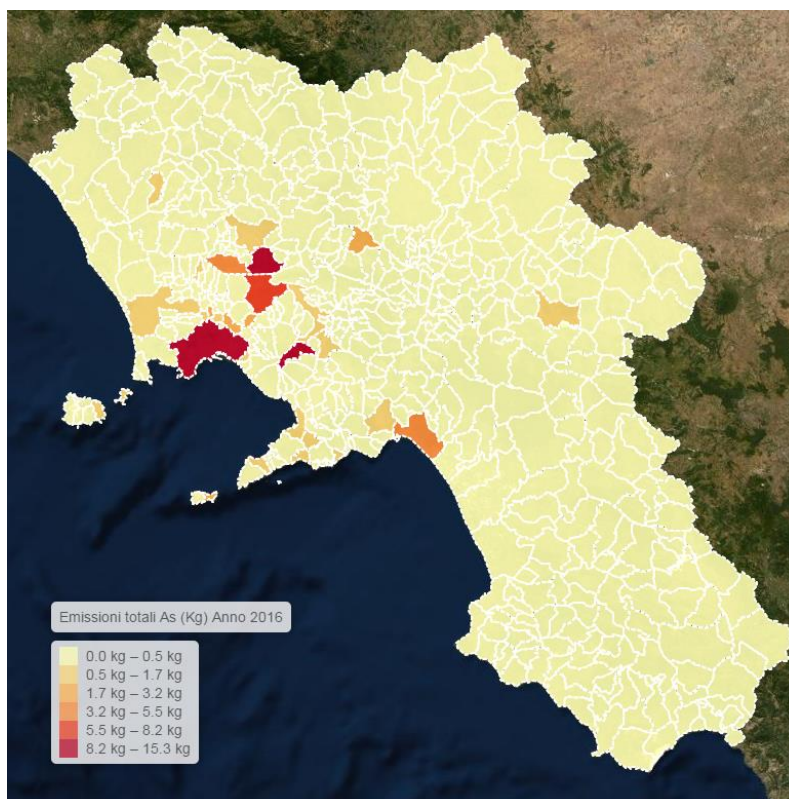 Emissioni totali As (Kg) Anno 2016
0.0 kg – 0.5 kg
0.5 kg – 1.7 kg
1.7 kg – 3.2 kg
3.2 kg – 5.5 kg
5.5 kg – 8.2 kg
8.2 kg – 15.3 kg